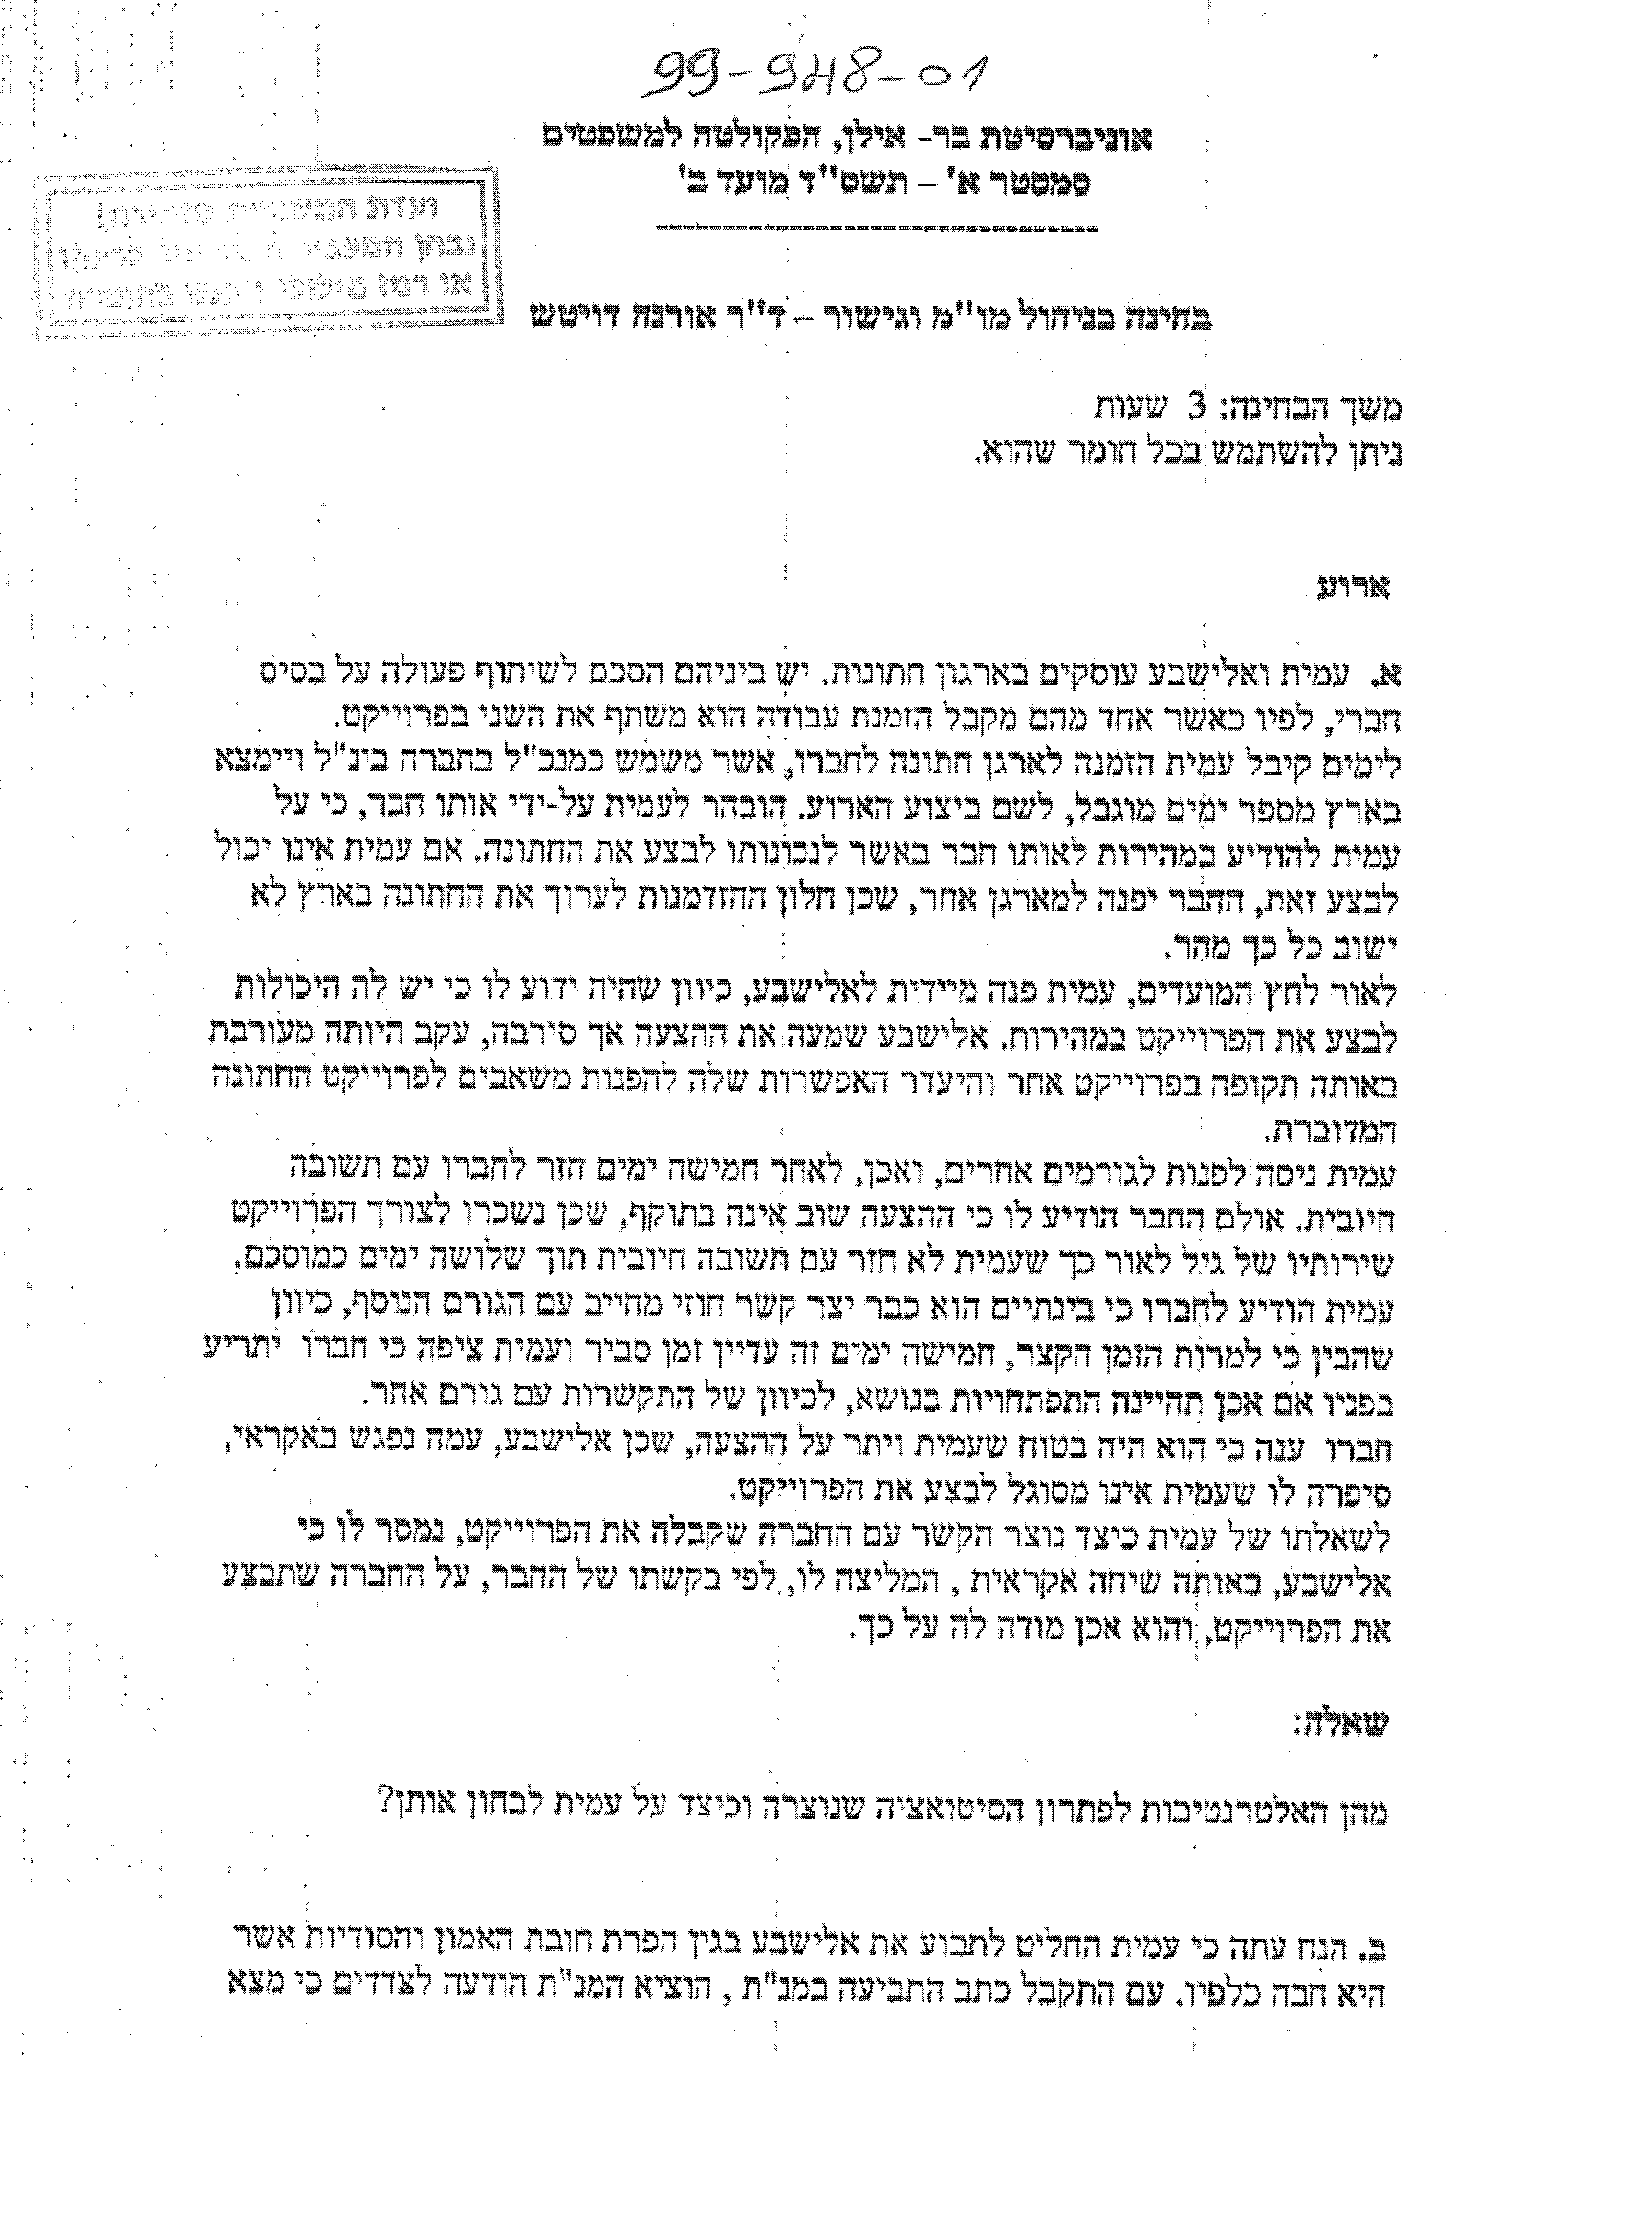 99-948-01
אוניברסיטת בר- אילן, הפקולטה למשפטים
סמסטר א' – תשס"ד מועד ב'
ועדת
נבחן
או רמז
בחינה בניהול מו"מ וגישור – ד"ר אורנה דויטש
משך הבחינה: 3 שעות
ניתן להשתמש בכל חומר שהוא.
ארוע
א. עמית ואלישבע עוסקים בארגון חתונות. יש ביניהם הסכם לשיתוף פעולה על בסיס
חברי, לפיו כאשר אחד מהם מקבל הזמנת עבודה הוא משתף את השני בפרוייקט.
לימים קיבל עמית הזמנה לארגן חתונה לחברו, אשר משמש כמנכ"ל בחברה בינ"ל ויימצא
בארץ מספר ימים מוגבל, לשם ביצוע הארוע. הובהר לעמית על-ידי אותו חבר, כי על
עמית להודיע במהירות לאותו חבר באשר לנכונותו לבצע את החתונה. אם עמית אינו יכול
לבצע זאת, החבר יפנה למארגן אחר, שכן חלון ההזדמנות לערוך את החתונה בארץ לא
ישוב כל כך מהר.
לאור לחץ המועדים, עמית פנה מיידית לאלישבע, כיוון שהיה ידוע לו כי יש לה היכולות
לבצע את הפרוייקט במהירות. אלישבע שמעה את ההצעה אך סירבה, עקב היותה מעורבת
באותה תקופה בפרוייקט אחר והיעדר האפשרות שלה להפנות משאבים לפרוייקט החתונה
המדוברת.
עמית ניסה לפנות לגורמים אחרים, ואכן, לאחר חמישה ימים הזר לחברו עם תשובה
חיובית. אולם החבר הודיע לו כי ההצעה שוב אינה בתוקף, שכן נשכרו לצורך הפרוייקט
שירותיו של גיל לאור כך שעמית לא חזר עם תשובה חיובית תוך שלושה ימים כמוסכם.
עמית הודיע לחברו כי בינתיים הוא כבר יצר קשר חוזי מחייב עם הגורם הנוסף, כיוון
שהבין כי למרות הזמן הקצר, חמישה ימים זה עדיין זמן סביר ועמית ציפה כי חברו יתריע
בפניו אם אכן תהיינה התפתחויות בנושא, לכיוון של התקשרות עם גורם אחר.
חברו ענה כי הוא היה בטוח שעמית ויתר על ההצעה, שכן אלישבע, עמה נפגש באקראי,
סיפרה לו שעמית אינו מסוגל לבצע את הפרוייקט.
לשאלתו של עמית כיצד נוצר הקשר עם החברה שקבלה את הפרוייקט, נמסר לו כי
אלישבע, באותה שיחה אקראית , המליצה לו, לפי בקשתו של החבר, על החברה שתבצע
את הפרוייקט, והוא אכן מודה לה על כך.
שאלה:
מהן האלטרנטיבות לפתרון הסיטואציה שנוצרה וכיצד על עמית לבחון אותן?
ב. הנח עתה כי עמית החליט לתבוע את אלישבע בגין הפרת חובת האמון והסודיות אשר
היא חבה כלפיו. עם התקבל כתב התביעה במנ"ת , הוציא המנ"ת הודעה לצדדים כי מצא